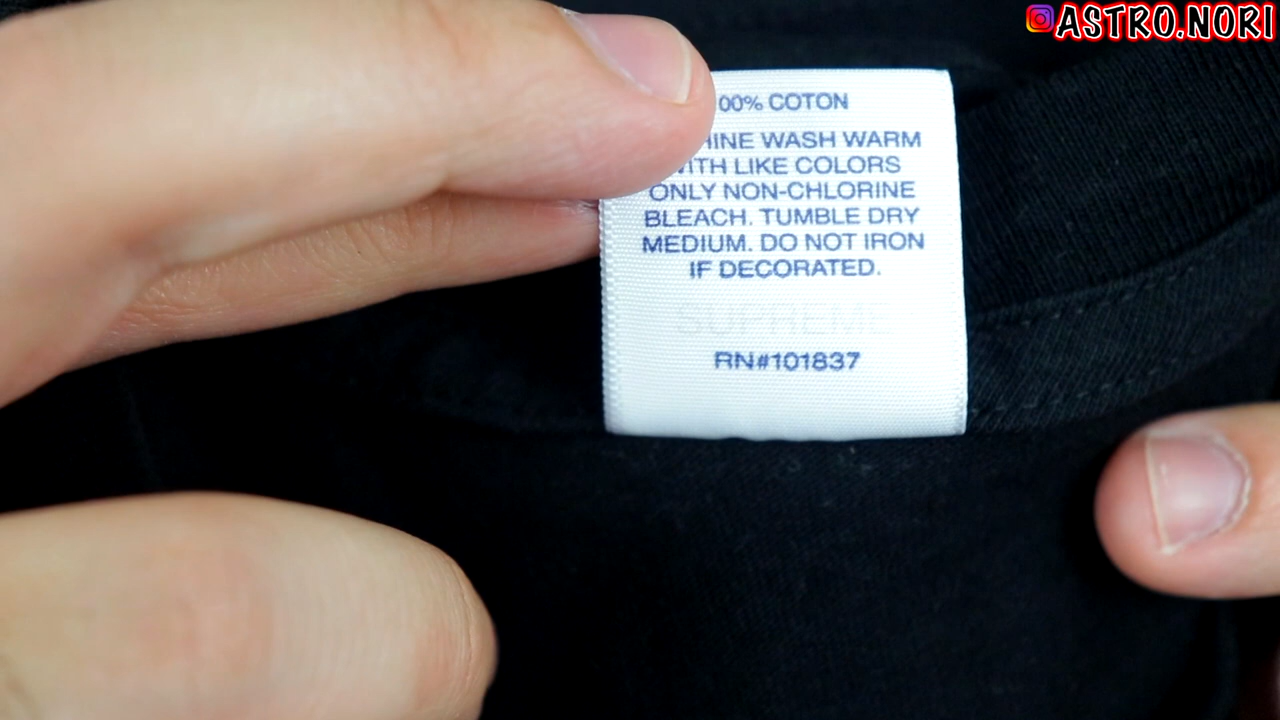 @ASTRO.NORI
00% COTON
HINE WASH WARM
WITH LIKE COLORS
ONLY NON-CHLORINE
BLEACH. TUMBLE DRY
MEDIUM. DO NOT IRON
IF DECORATED.
SUPREME
RN#101837